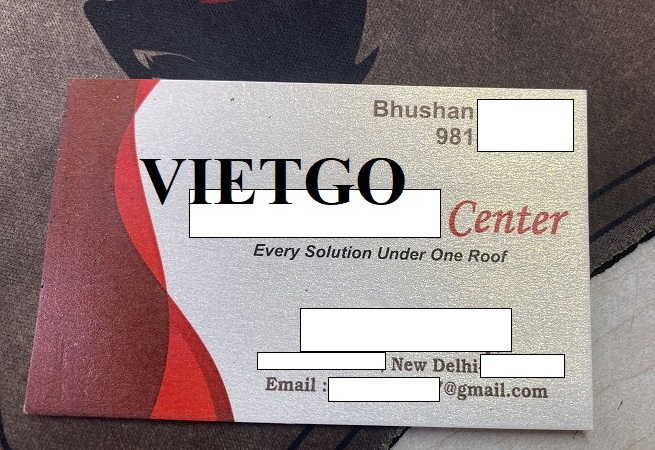 Bhushan
981
VIETGO
Center
Every Solution Under One Roof
, New Delhi
Email : @gmail.com